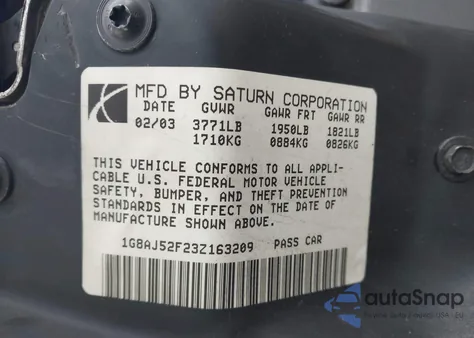 MFD BY SATURN CORPORATION
DATE GVWR GAWR FRT GAWR RR
02/03 3771LB 1950LB 1821LB
1710KG 0884KG 0826KG
THIS VEHICLE CONFORMS TO ALL APPLI-
CABLE U.S. FEDERAL MOTOR VEHICLE
SAFETY, BUMPER, AND THEFT PREVENTION
STANDARDS IN EFFECT ON THE DATE OF
MANUFACTURE SHOWN ABOVE.
1G8AJ52F23Z163209 PASS CAR
autoSnap